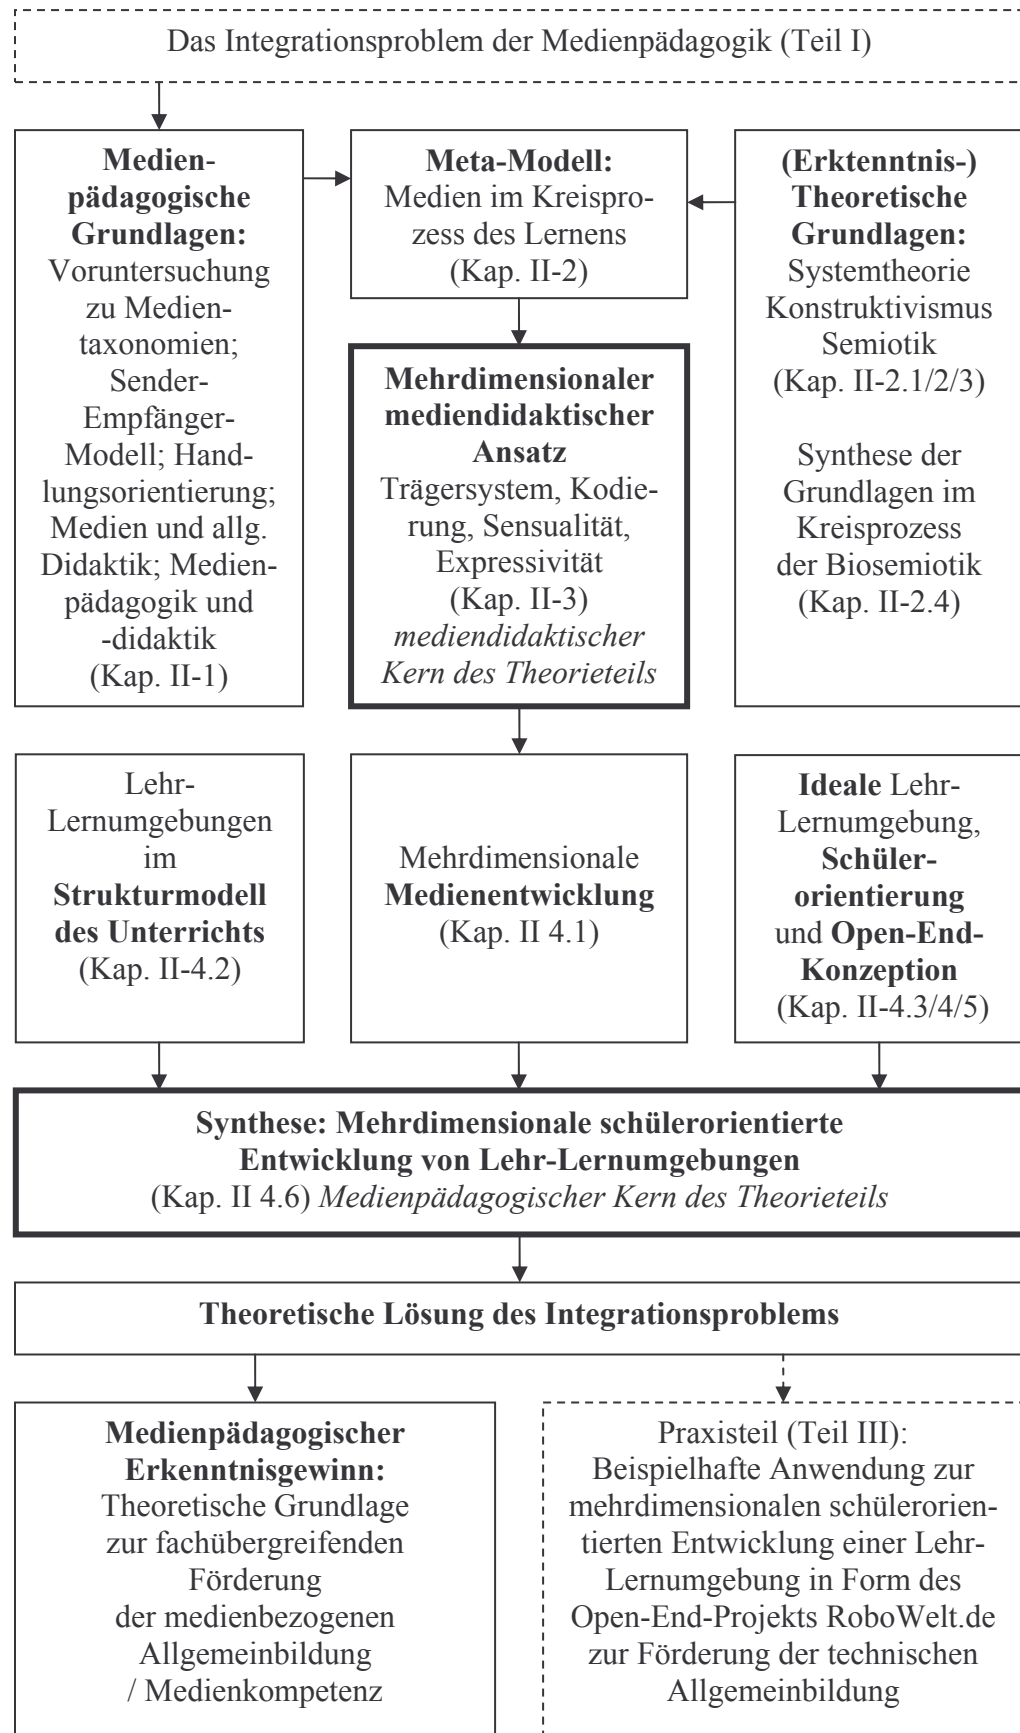 Das Integrationsproblem der Medienpädagogik (Teil I)
Medien-
pädagogische
Grundlagen:
Voruntersuchung
zu Medien-
taxonomien;
Sender-
Empfänger-
Modell; Hand-
lungsorientierung;
Medien und allg.
Didaktik; Medien-
pädagogik und
-didaktik
(Kap. II-1)
Meta-Modell:
Medien im Kreispro-
zess des Lernens
(Kap. II-2)
(Erktenntnis-)
Theoretische
Grundlagen:
Systemtheorie
Konstruktivismus
Semiotik
(Kap. II-2.1/2/3)
Synthese der
Grundlagen im
Kreisprozess
der Biosemiotik
(Kap. II-2.4)
Mehrdimensionaler
mediendidaktischer
Ansatz
Trägersystem, Kodie-
rung, Sensualität,
Expressivität
(Kap. II-3)
mediendidaktischer
Kern des Theorieteils
Lehr-
Lernumgebungen
im
Strukturmodell
des Unterrichts
(Kap. II-4.2)
Mehrdimensionale
Medienentwicklung
(Kap. II 4.1)
Ideale Lehr-
Lernumgebung,
Schüler-
orientierung
und Open-End-
Konzeption
(Kap. II-4.3/4/5)
Synthese: Mehrdimensionale schülerorientierte
Entwicklung von Lehr-Lernumgebungen
(Kap. II 4.6) Medienpädagogischer Kern des Theorieteils
Theoretische Lösung des Integrationsproblems
Medienpädagogischer
Erkenntnisgewinn:
Theoretische Grundlage
zur fachübergreifenden
Förderung
der medienbezogenen
Allgemeinbildung
/ Medienkompetenz
Praxisteil (Teil III):
Beispielhafte Anwendung zur
mehrdimensionalen schülerorien-
tierten Entwicklung einer Lehr-
Lernumgebung in Form des
Open-End-Projekts RoboWelt.de
zur Förderung der technischen
Allgemeinbildung